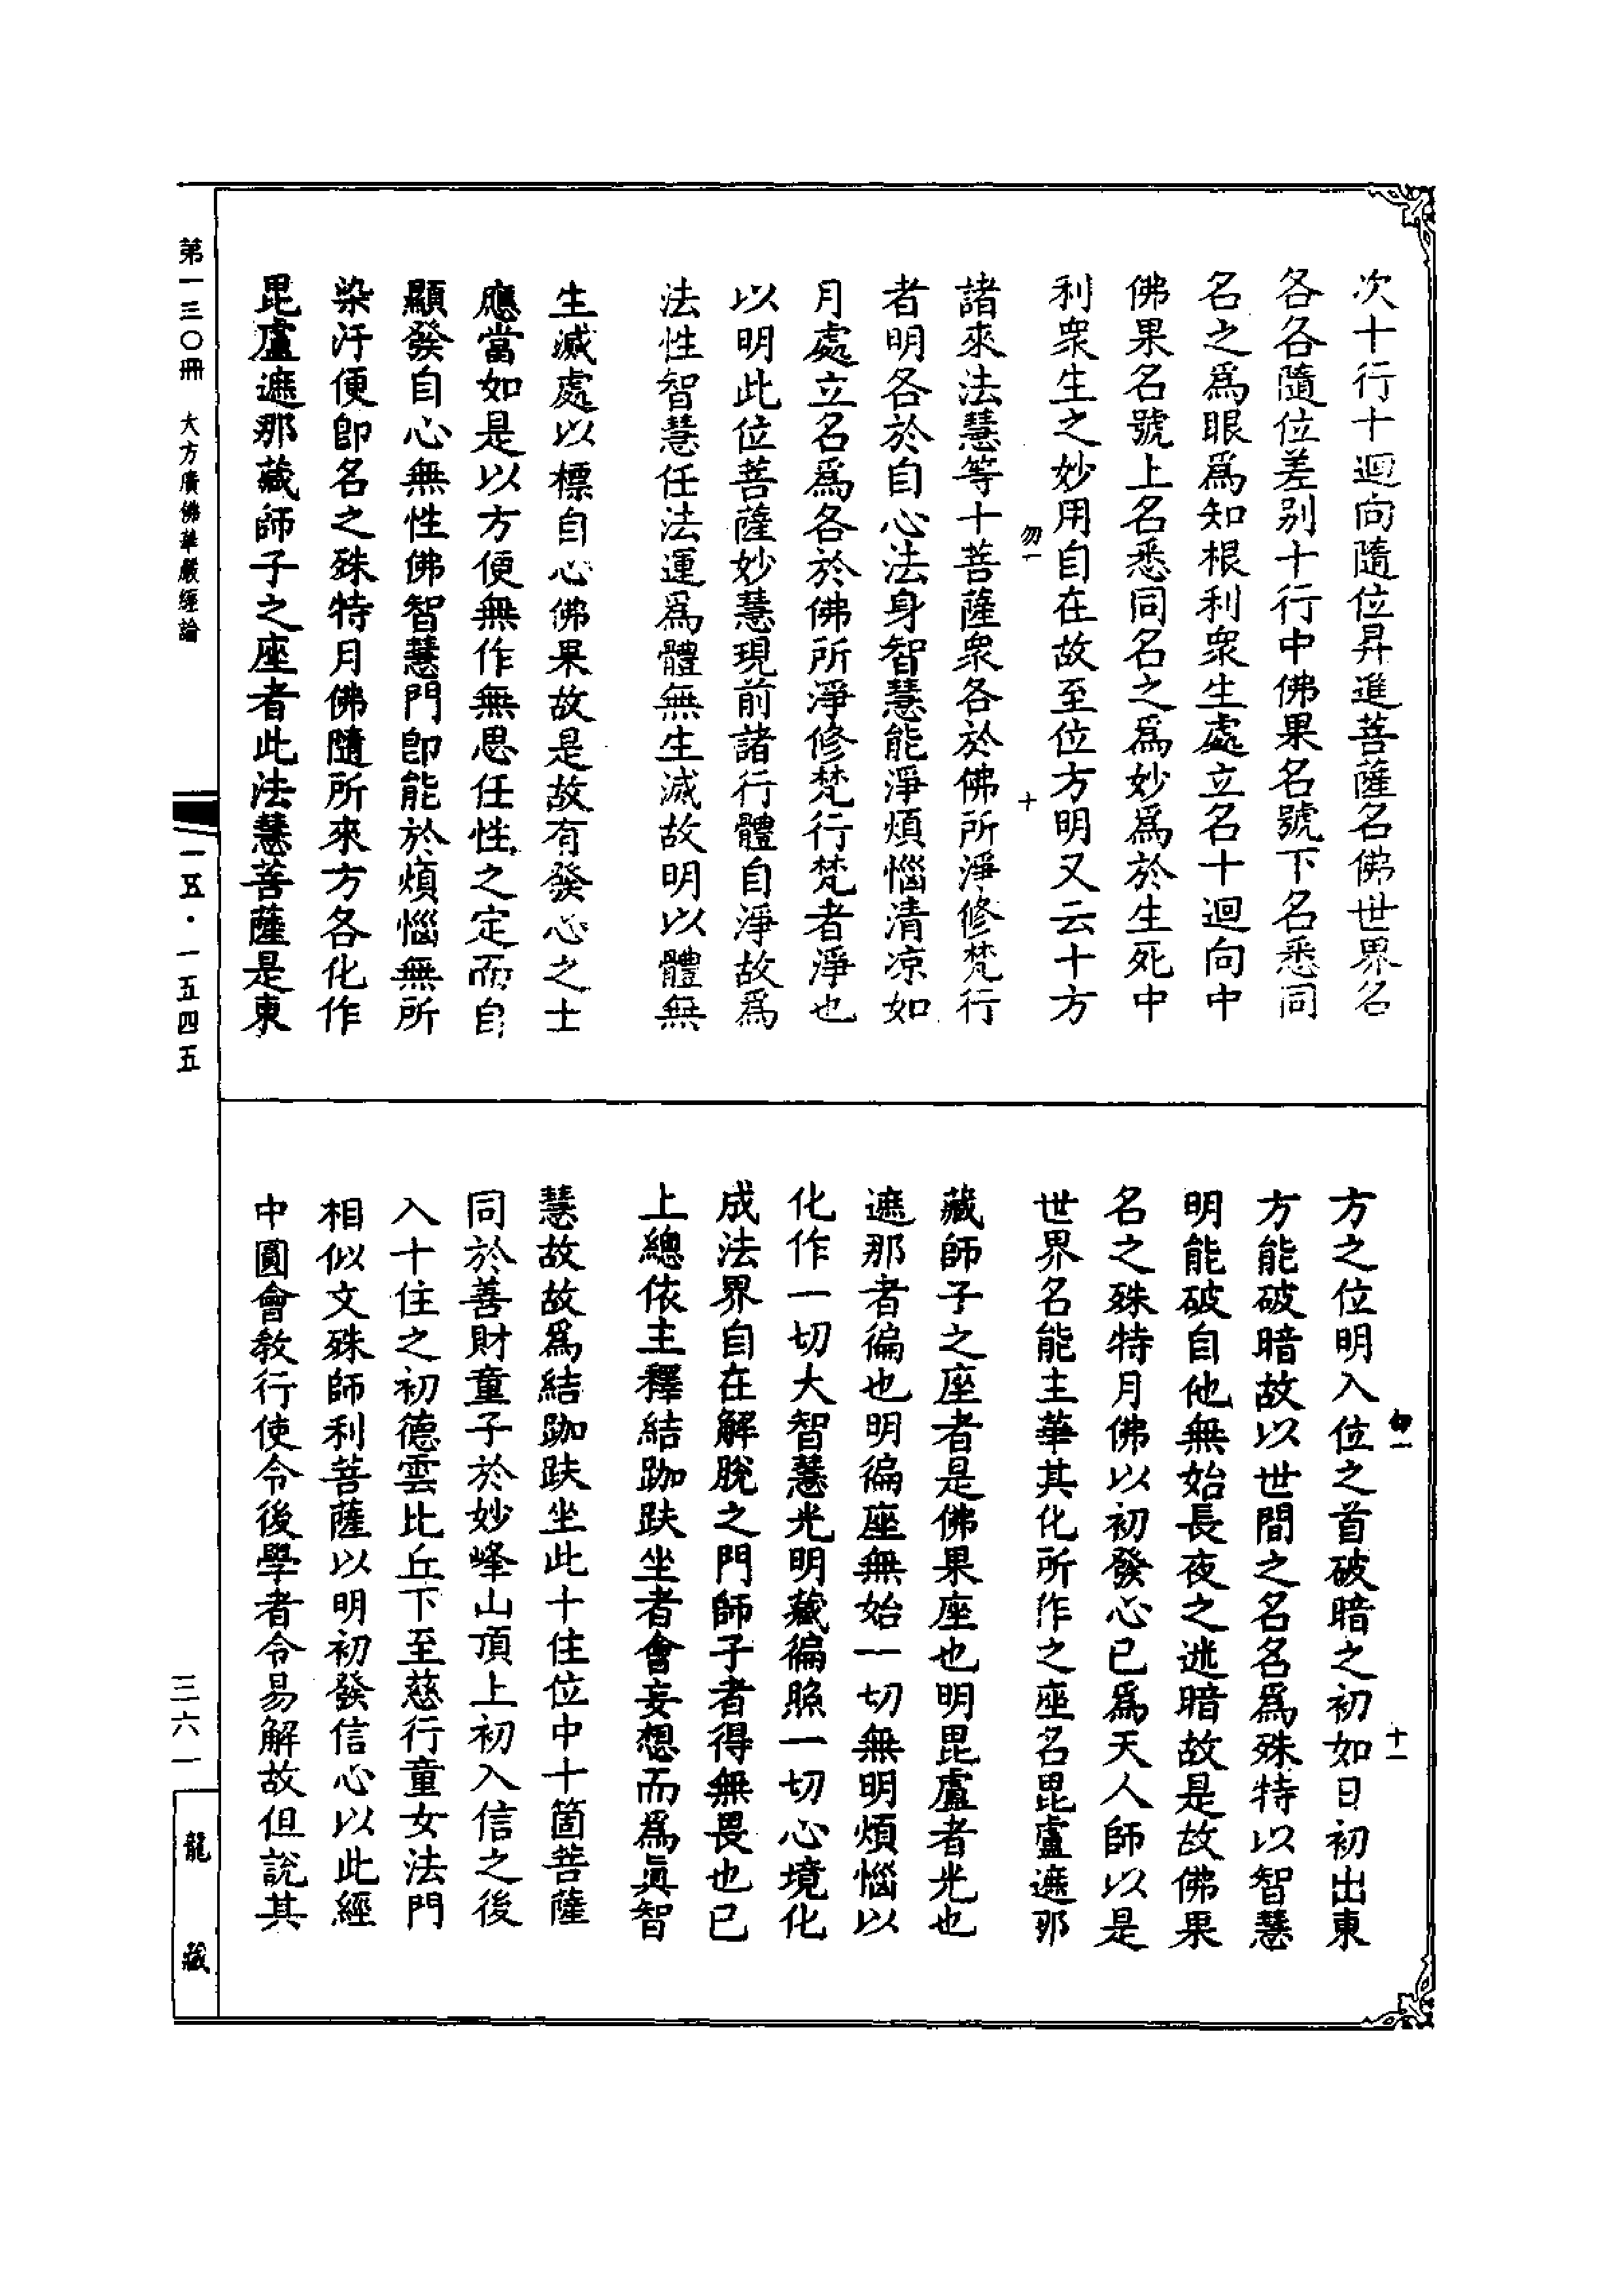 次十行十迴向隨位昇進菩薩名佛世界名
各各隨位差別十行中佛果名號下名悉同
名之爲眼爲知根利衆生處立名十迴向中
佛果名號上名悉同名之爲妙爲於生死中
利衆生之妙用自在故至位方明又云十方
勿一
十
諸來法慧等十菩薩衆各於佛所淨修梵行
者明各於自心法身智慧能淨煩惱清凉如
月處立名爲各於佛所淨修梵行梵者淨也
以明此位菩薩妙慧現前諸行體自淨故爲
法性智慧任法運爲體無生滅故明以體無
生滅處以標自心佛果故是故有發心之士
應當如是以方便無作無思任性之定而自
顯發自心無性佛智慧門卽能於煩惱無所
染汙便卽名之殊特月佛隨所來方各化作
毘盧遮那藏師子之座者此法慧菩薩是東
勿一
十一
方之位明入位之首破暗之初如日初出東
方能破暗故以世間之名名爲殊特以智慧
明能破自他無始長夜之迷暗故是故佛果
名之殊特月佛以初發心已爲天人師以是
世界名能主華其化所作之座名毘盧遮那
藏師子之座者是佛果座也明毘盧者光也
遮那者徧也明徧座無始一切無明煩惱以
化作一切大智慧光明藏徧照一切心境化
成法界自在解脫之門師子者得無畏也已
上總依主釋結跏趺坐者會妄想而爲眞智
慧故故爲結跏趺坐此十住位中十箇菩薩
同於善財童子於妙峰山頂上初入信之後
入十住之初德雲比丘下至慈行童女法門
相似文殊師利菩薩以明初發信心以此經
中圓會教行使令後學者令易解故但說其
第一三〇冊 大方廣佛華嚴經論
一五·一五四五
三六一
龍藏